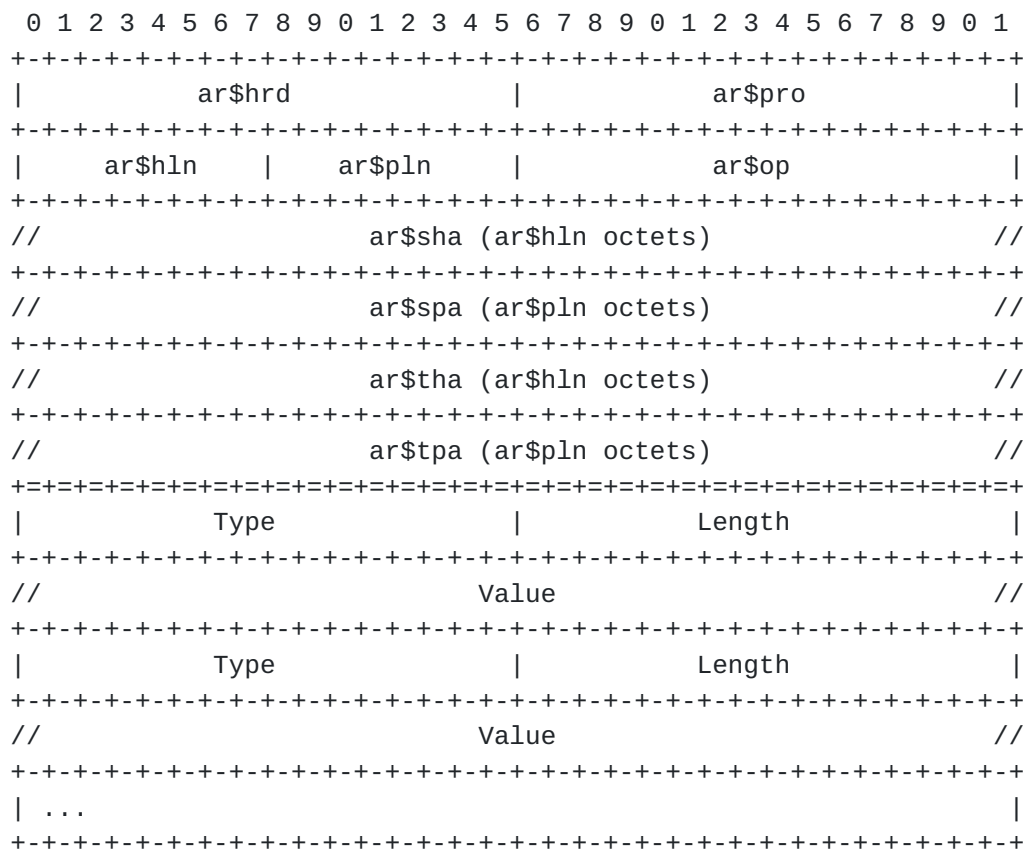 0 1 2 3 4 5 6 7 8 9 0 1 2 3 4 5 6 7 8 9 0 1 2 3 4 5 6 7 8 9 0 1
+-+-+-+-+-+-+-+-+-+-+-+-+-+-+-+-+-+-+-+-+-+-+-+-+-+-+-+-+-+-+-+-+
|           ar$hrd              |            ar$pro             |
+-+-+-+-+-+-+-+-+-+-+-+-+-+-+-+-+-+-+-+-+-+-+-+-+-+-+-+-+-+-+-+-+
|     ar$hln    |    ar$pln     |            ar$op              |
+-+-+-+-+-+-+-+-+-+-+-+-+-+-+-+-+-+-+-+-+-+-+-+-+-+-+-+-+-+-+-+-+
//                     ar$sha (ar$hln octets)                  //
+-+-+-+-+-+-+-+-+-+-+-+-+-+-+-+-+-+-+-+-+-+-+-+-+-+-+-+-+-+-+-+-+
//                     ar$spa (ar$pln octets)                  //
+-+-+-+-+-+-+-+-+-+-+-+-+-+-+-+-+-+-+-+-+-+-+-+-+-+-+-+-+-+-+-+-+
//                     ar$tha (ar$hln octets)                  //
+-+-+-+-+-+-+-+-+-+-+-+-+-+-+-+-+-+-+-+-+-+-+-+-+-+-+-+-+-+-+-+-+
//                     ar$tpa (ar$pln octets)                  //
+=+=+=+=+=+=+=+=+=+=+=+=+=+=+=+=+=+=+=+=+=+=+=+=+=+=+=+=+=+=+=+=+
|            Type               |           Length              |
+-+-+-+-+-+-+-+-+-+-+-+-+-+-+-+-+-+-+-+-+-+-+-+-+-+-+-+-+-+-+-+-+
//                            Value                            //
+-+-+-+-+-+-+-+-+-+-+-+-+-+-+-+-+-+-+-+-+-+-+-+-+-+-+-+-+-+-+-+-+
|            Type               |           Length              |
+-+-+-+-+-+-+-+-+-+-+-+-+-+-+-+-+-+-+-+-+-+-+-+-+-+-+-+-+-+-+-+-+
//                            Value                            //
+-+-+-+-+-+-+-+-+-+-+-+-+-+-+-+-+-+-+-+-+-+-+-+-+-+-+-+-+-+-+-+-+
| ...                                                           |
+-+-+-+-+-+-+-+-+-+-+-+-+-+-+-+-+-+-+-+-+-+-+-+-+-+-+-+-+-+-+-+-+